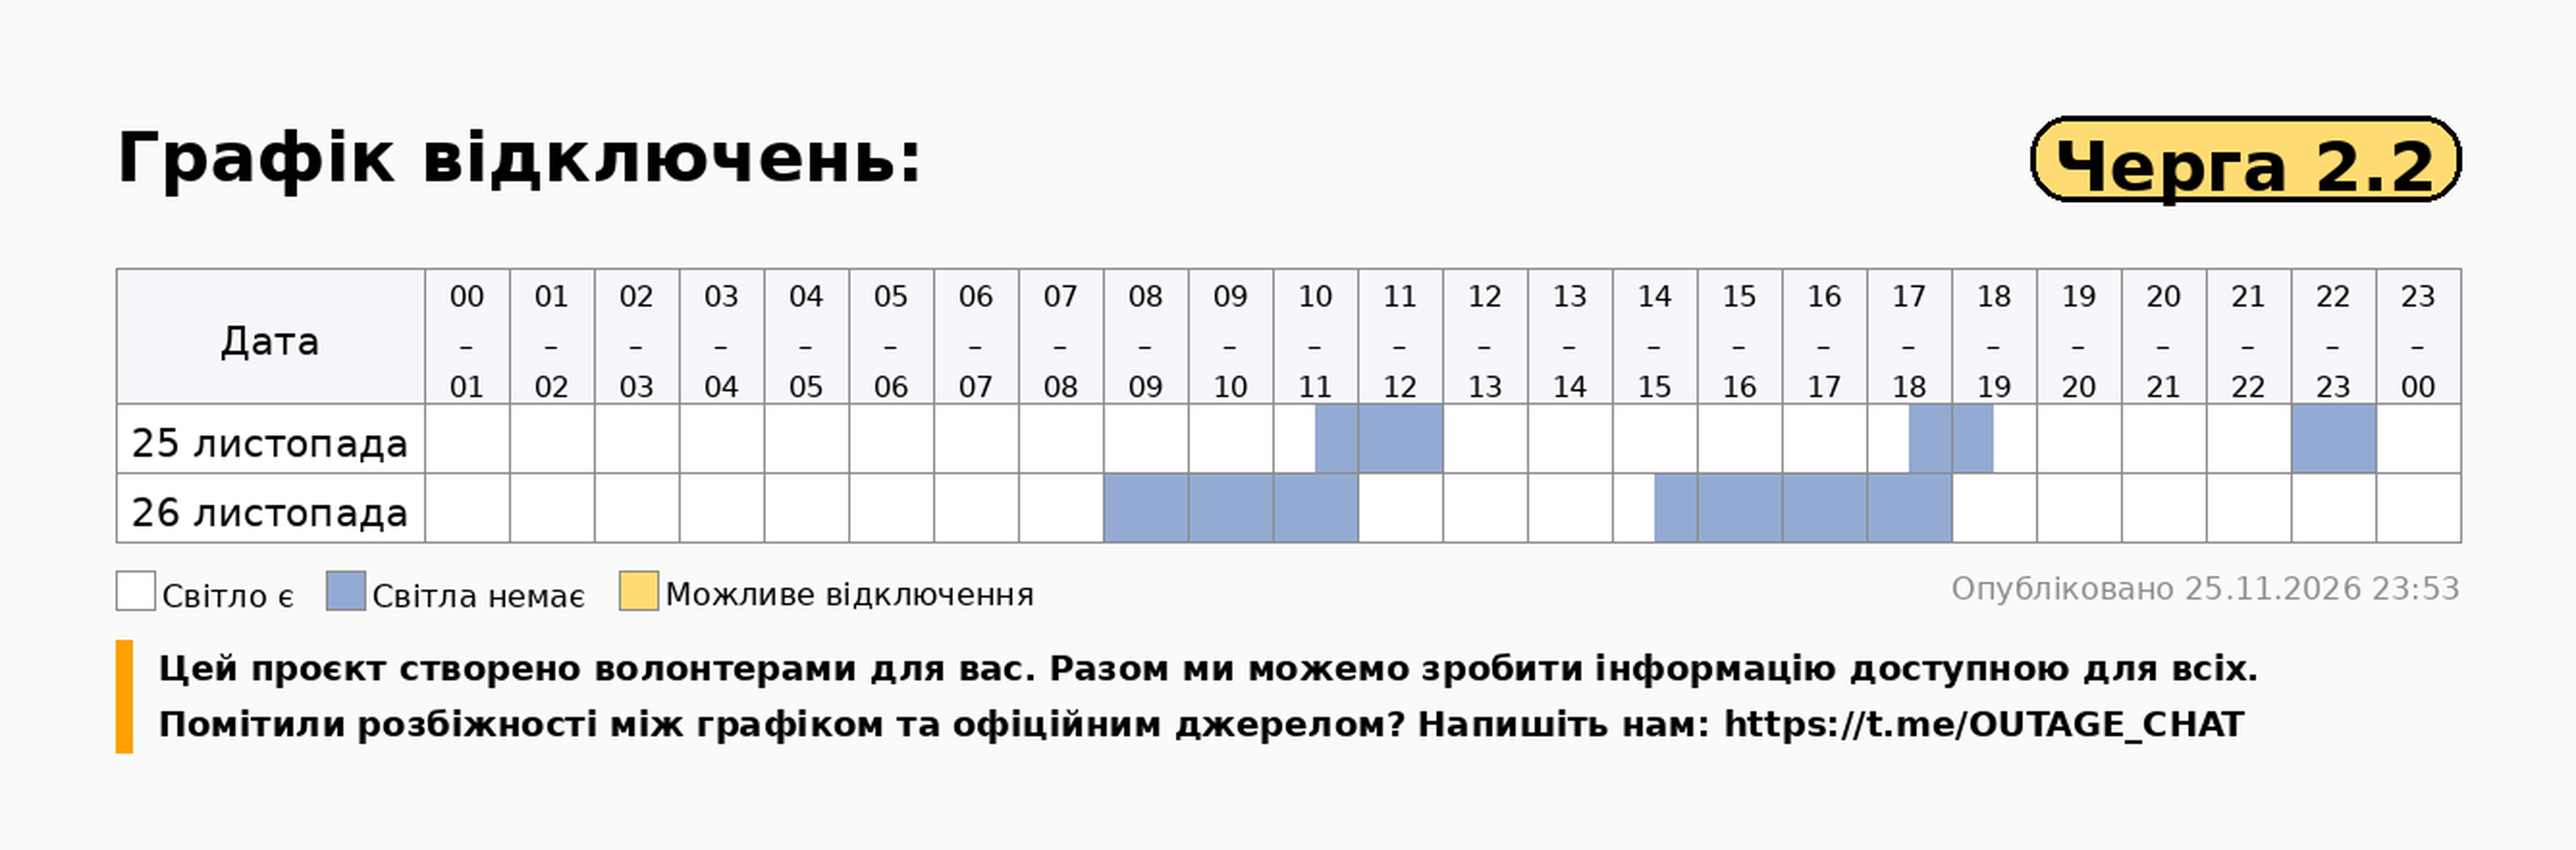 Графік відключень:
Черга 2.2
Дата
00 – 01
01 – 02
02 – 03
03 – 04
04 – 05
05 – 06
06 – 07
07 – 08
08 – 09
09 – 10
10 – 11
11 – 12
12 – 13
13 – 14
14 – 15
15 – 16
16 – 17
17 – 18
18 – 19
19 – 20
20 – 21
21 – 22
22 – 23
23 – 00
25 листопада
26 листопада
Світло є
Світла немає
Можливе відключення
Опубліковано 25.11.2026 23:53
Цей проєкт створено волонтерами для вас. Разом ми можемо зробити інформацію доступною для всіх.
Помітили розбіжності між графіком та офіційним джерелом? Напишіть нам: https://t.me/OUTAGE_CHAT